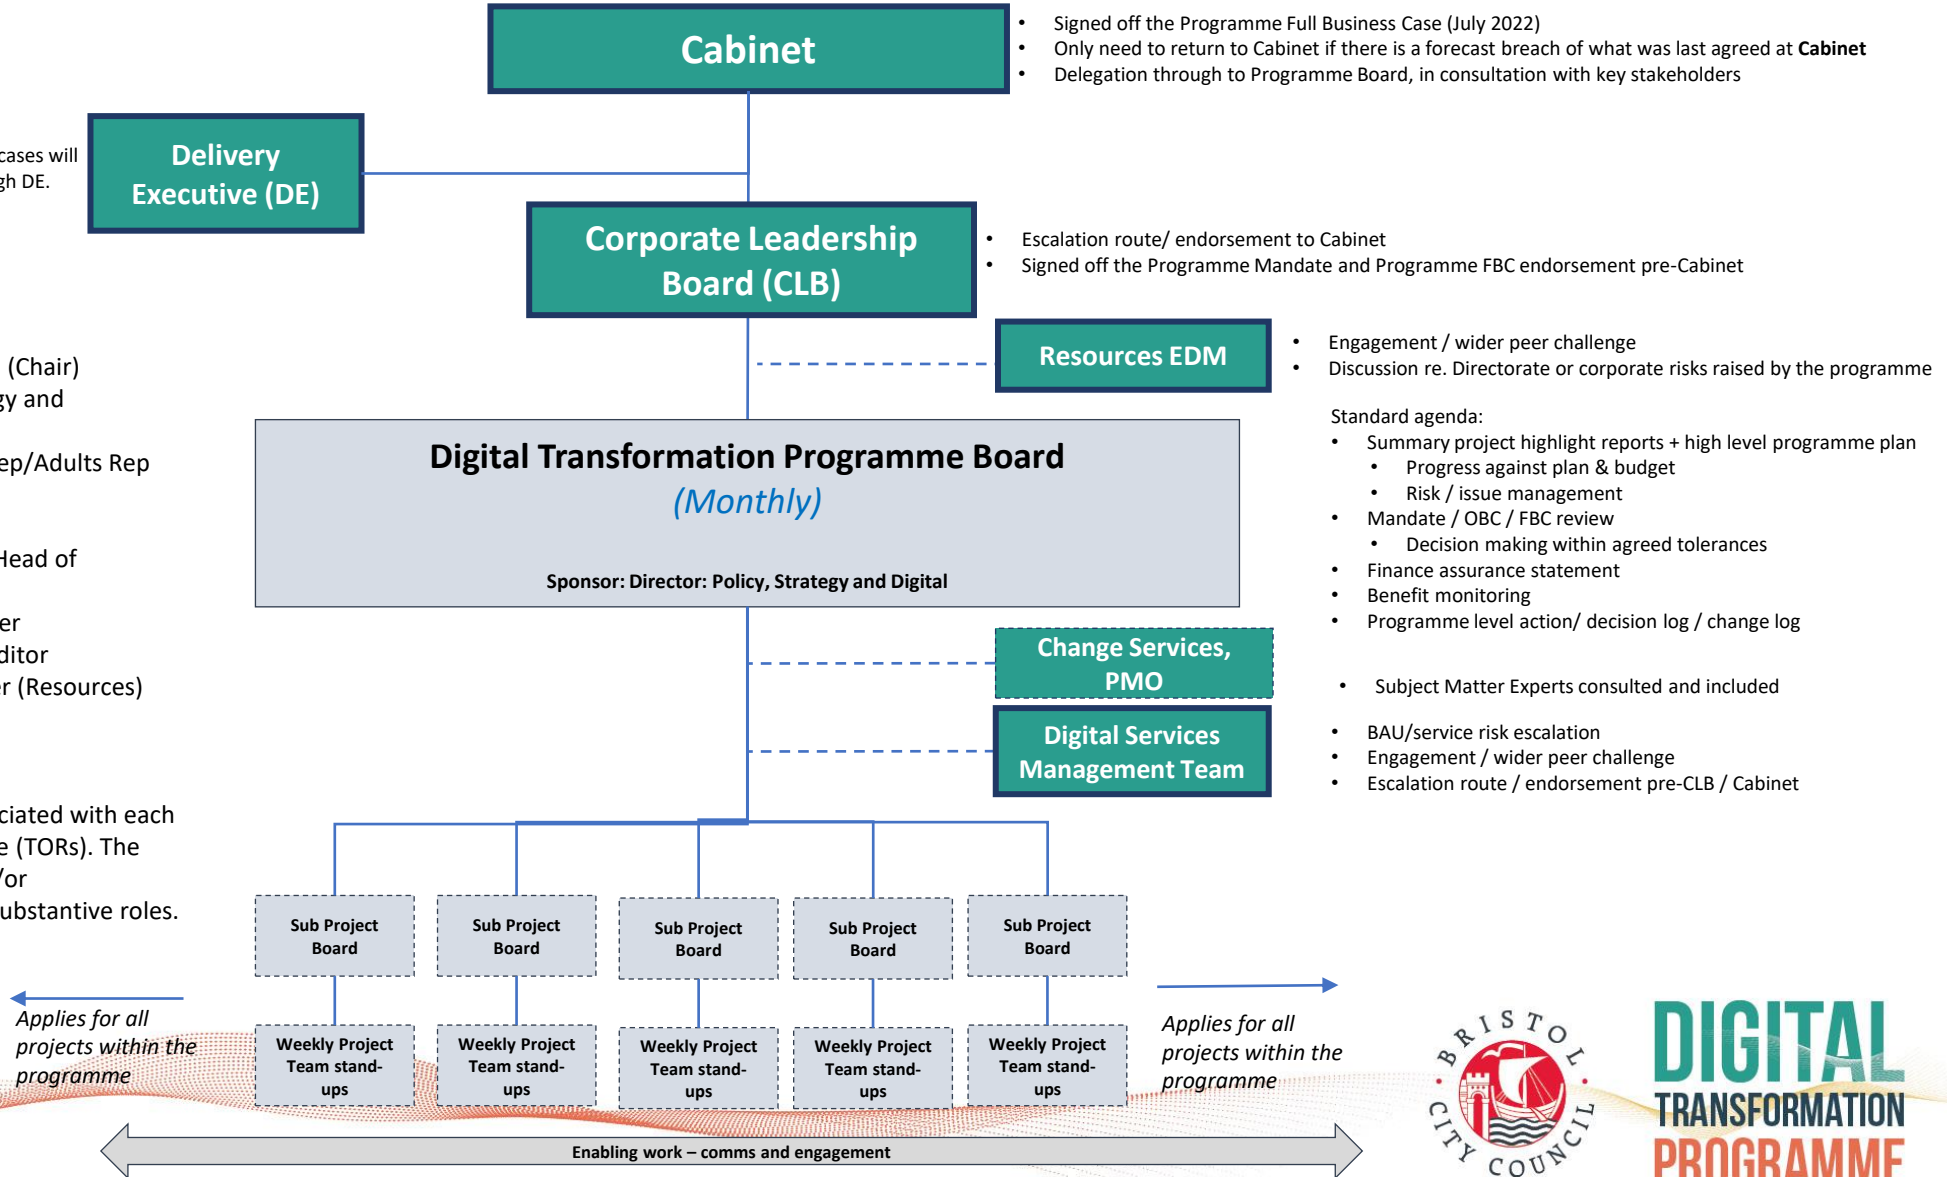 Cabinet
• Signed off the Programme Full Business Case (July 2022)
• Only need to return to Cabinet if there is a forecast breach of what was last agreed at Cabinet
• Delegation through to Programme Board, in consultation with key stakeholders
cases will
gh DE.
Delivery
Executive (DE)
Corporate Leadership
Board (CLB)
• Escalation route/ endorsement to Cabinet
• Signed off the Programme Mandate and Programme FBC endorsement pre-Cabinet
Resources EDM
• Engagement / wider peer challenge
• Discussion re. Directorate or corporate risks raised by the programme
(Chair)
gy and
ep/Adults Rep
Head of
er
ditor
er (Resources)
Digital Transformation Programme Board
(Monthly)
Sponsor: Director: Policy, Strategy and Digital
Standard agenda:
• Summary project highlight reports + high level programme plan
• Progress against plan & budget
• Risk / issue management
• Mandate / OBC / FBC review
• Decision making within agreed tolerances
• Finance assurance statement
• Benefit monitoring
• Programme level action/ decision log / change log
Change Services,
PMO
• Subject Matter Experts consulted and included
Digital Services
Management Team
• BAU/service risk escalation
• Engagement / wider peer challenge
• Escalation route / endorsement pre-CLB / Cabinet
ciated with each
e (TORs). The
/or
ubstantive roles.
Sub Project
Board
Sub Project
Board
Sub Project
Board
Sub Project
Board
Sub Project
Board
Applies for all
projects within the
programme
Weekly Project
Team stand-
ups
Weekly Project
Team stand-
ups
Weekly Project
Team stand-
ups
Weekly Project
Team stand-
ups
Weekly Project
Team stand-
ups
Applies for all
projects within the
programme
Enabling work – comms and engagement
BRISTOL
CITY COUNCIL
DIGITAL
TRANSFORMATION
PROGRAMME